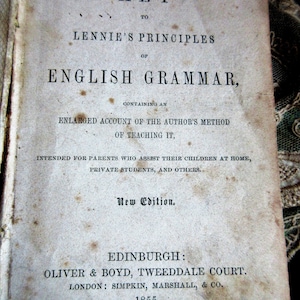 KEY
TO
LENNIE'S PRINCIPLES
OF
ENGLISH GRAMMAR,
CONTAINING AN
ENLARGED ACCOUNT OF THE AUTHOR'S METHOD
OF TEACHING IT,
INTENDED FOR PARENTS WHO ASSIST THEIR CHILDREN AT HOME,
PRIVATE STUDENTS, AND OTHERS.
New Edition.
EDINBURGH:
OLIVER & BOYD, TWEEDDALE COURT.
LONDON: SIMPKIN, MARSHALL, & CO.